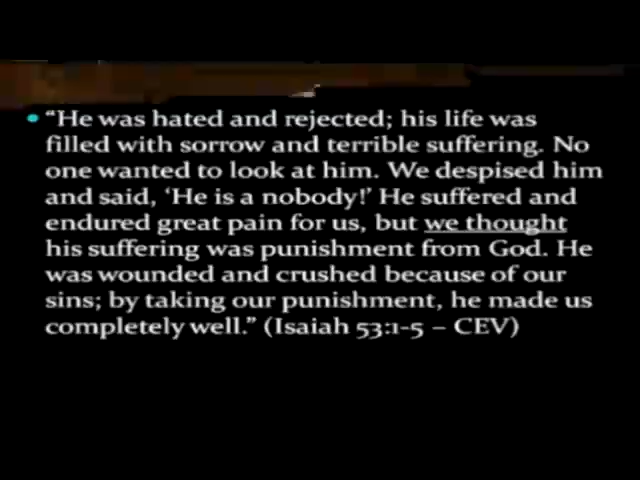 • “He was hated and rejected; his life was
filled with sorrow and terrible suffering. No
one wanted to look at him. We despised him
and said, ‘He is a nobody!’ He suffered and
endured great pain for us, but we thought
his suffering was punishment from God. He
was wounded and crushed because of our
sins; by taking our punishment, he made us
completely well.” (Isaiah 53:1-5 – CEV)